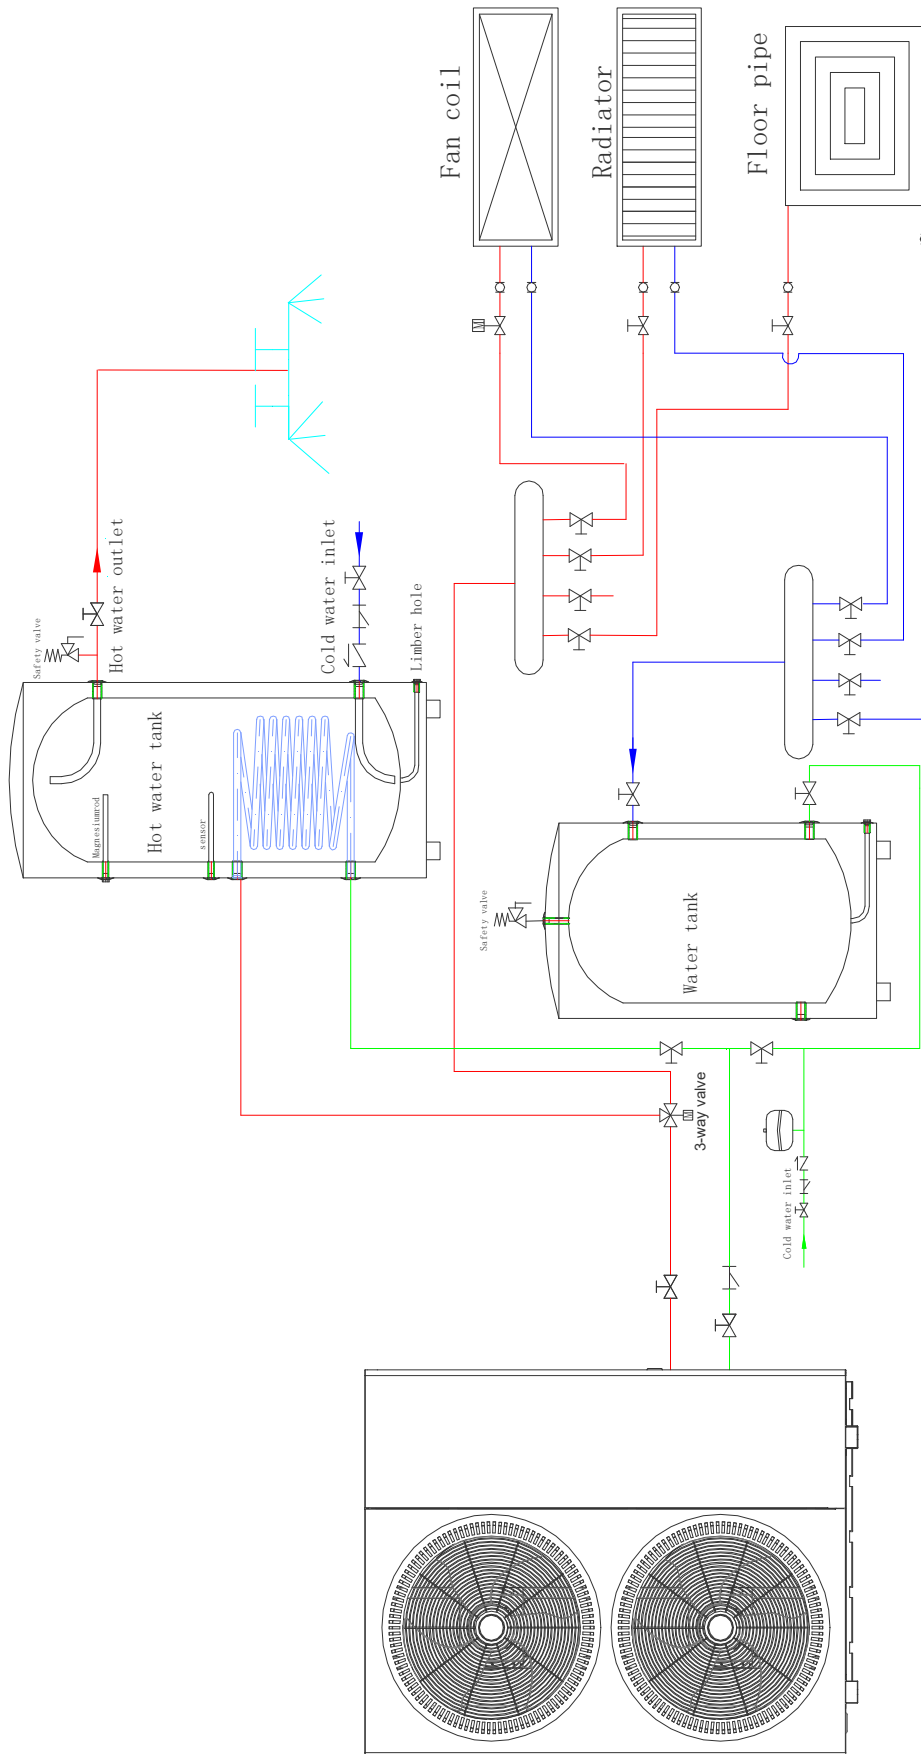 Fan coil
Radiator
Floor pipe
Safety valve
Hot water outlet
Cold water inlet
Limber hole
Magnesiumrod
Hot water tank
sensor
M
Safety valve
Water tank
M
3-way valve
Cold water inlet